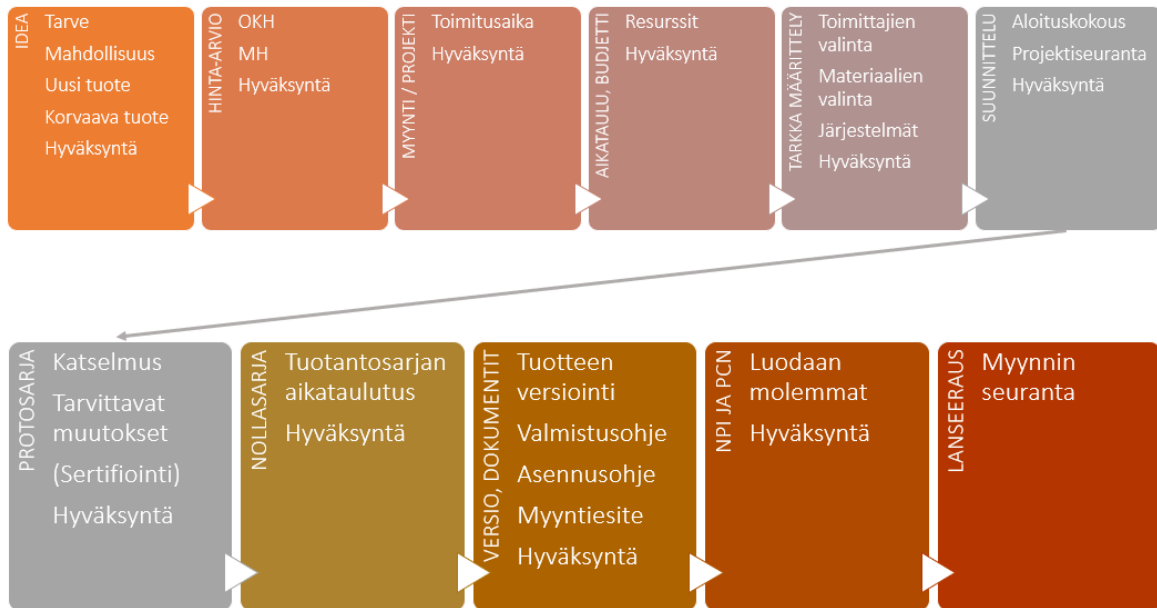 IDEA
Tarve
Mahdollisuus
Uusi tuote
Korvaava tuote
Hyväksyntä
HINTA-ARVIO
OKH
MH
Hyväksyntä
MYYNTI / PROJEKTI
Toimitusaika
Hyväksyntä
AIKATAULU, BUDJETTI
Resurssit
Hyväksyntä
TARKKA MÄÄRITTELY
Toimittajien
valinta
Materiaalien
valinta
Järjestelmät
Hyväksyntä
SUUNNITTELU
Aloituskokous
Projektiseuranta
Hyväksyntä
PROTOSARJA
Katselmus
Tarvittavat
muutokset
(Sertifiointi)
Hyväksyntä
NOLLASARJA
Tuotantosarjan
aikataulutus
Hyväksyntä
VERSIO, DOKUMENTIT
Tuotteen
versiointi
Valmistusohje
Asennusohje
Myyntiesite
Hyväksyntä
NPI JA PCN
Luodaan
molemmat
Hyväksyntä
LANSEERAUS
Myynnin
seuranta